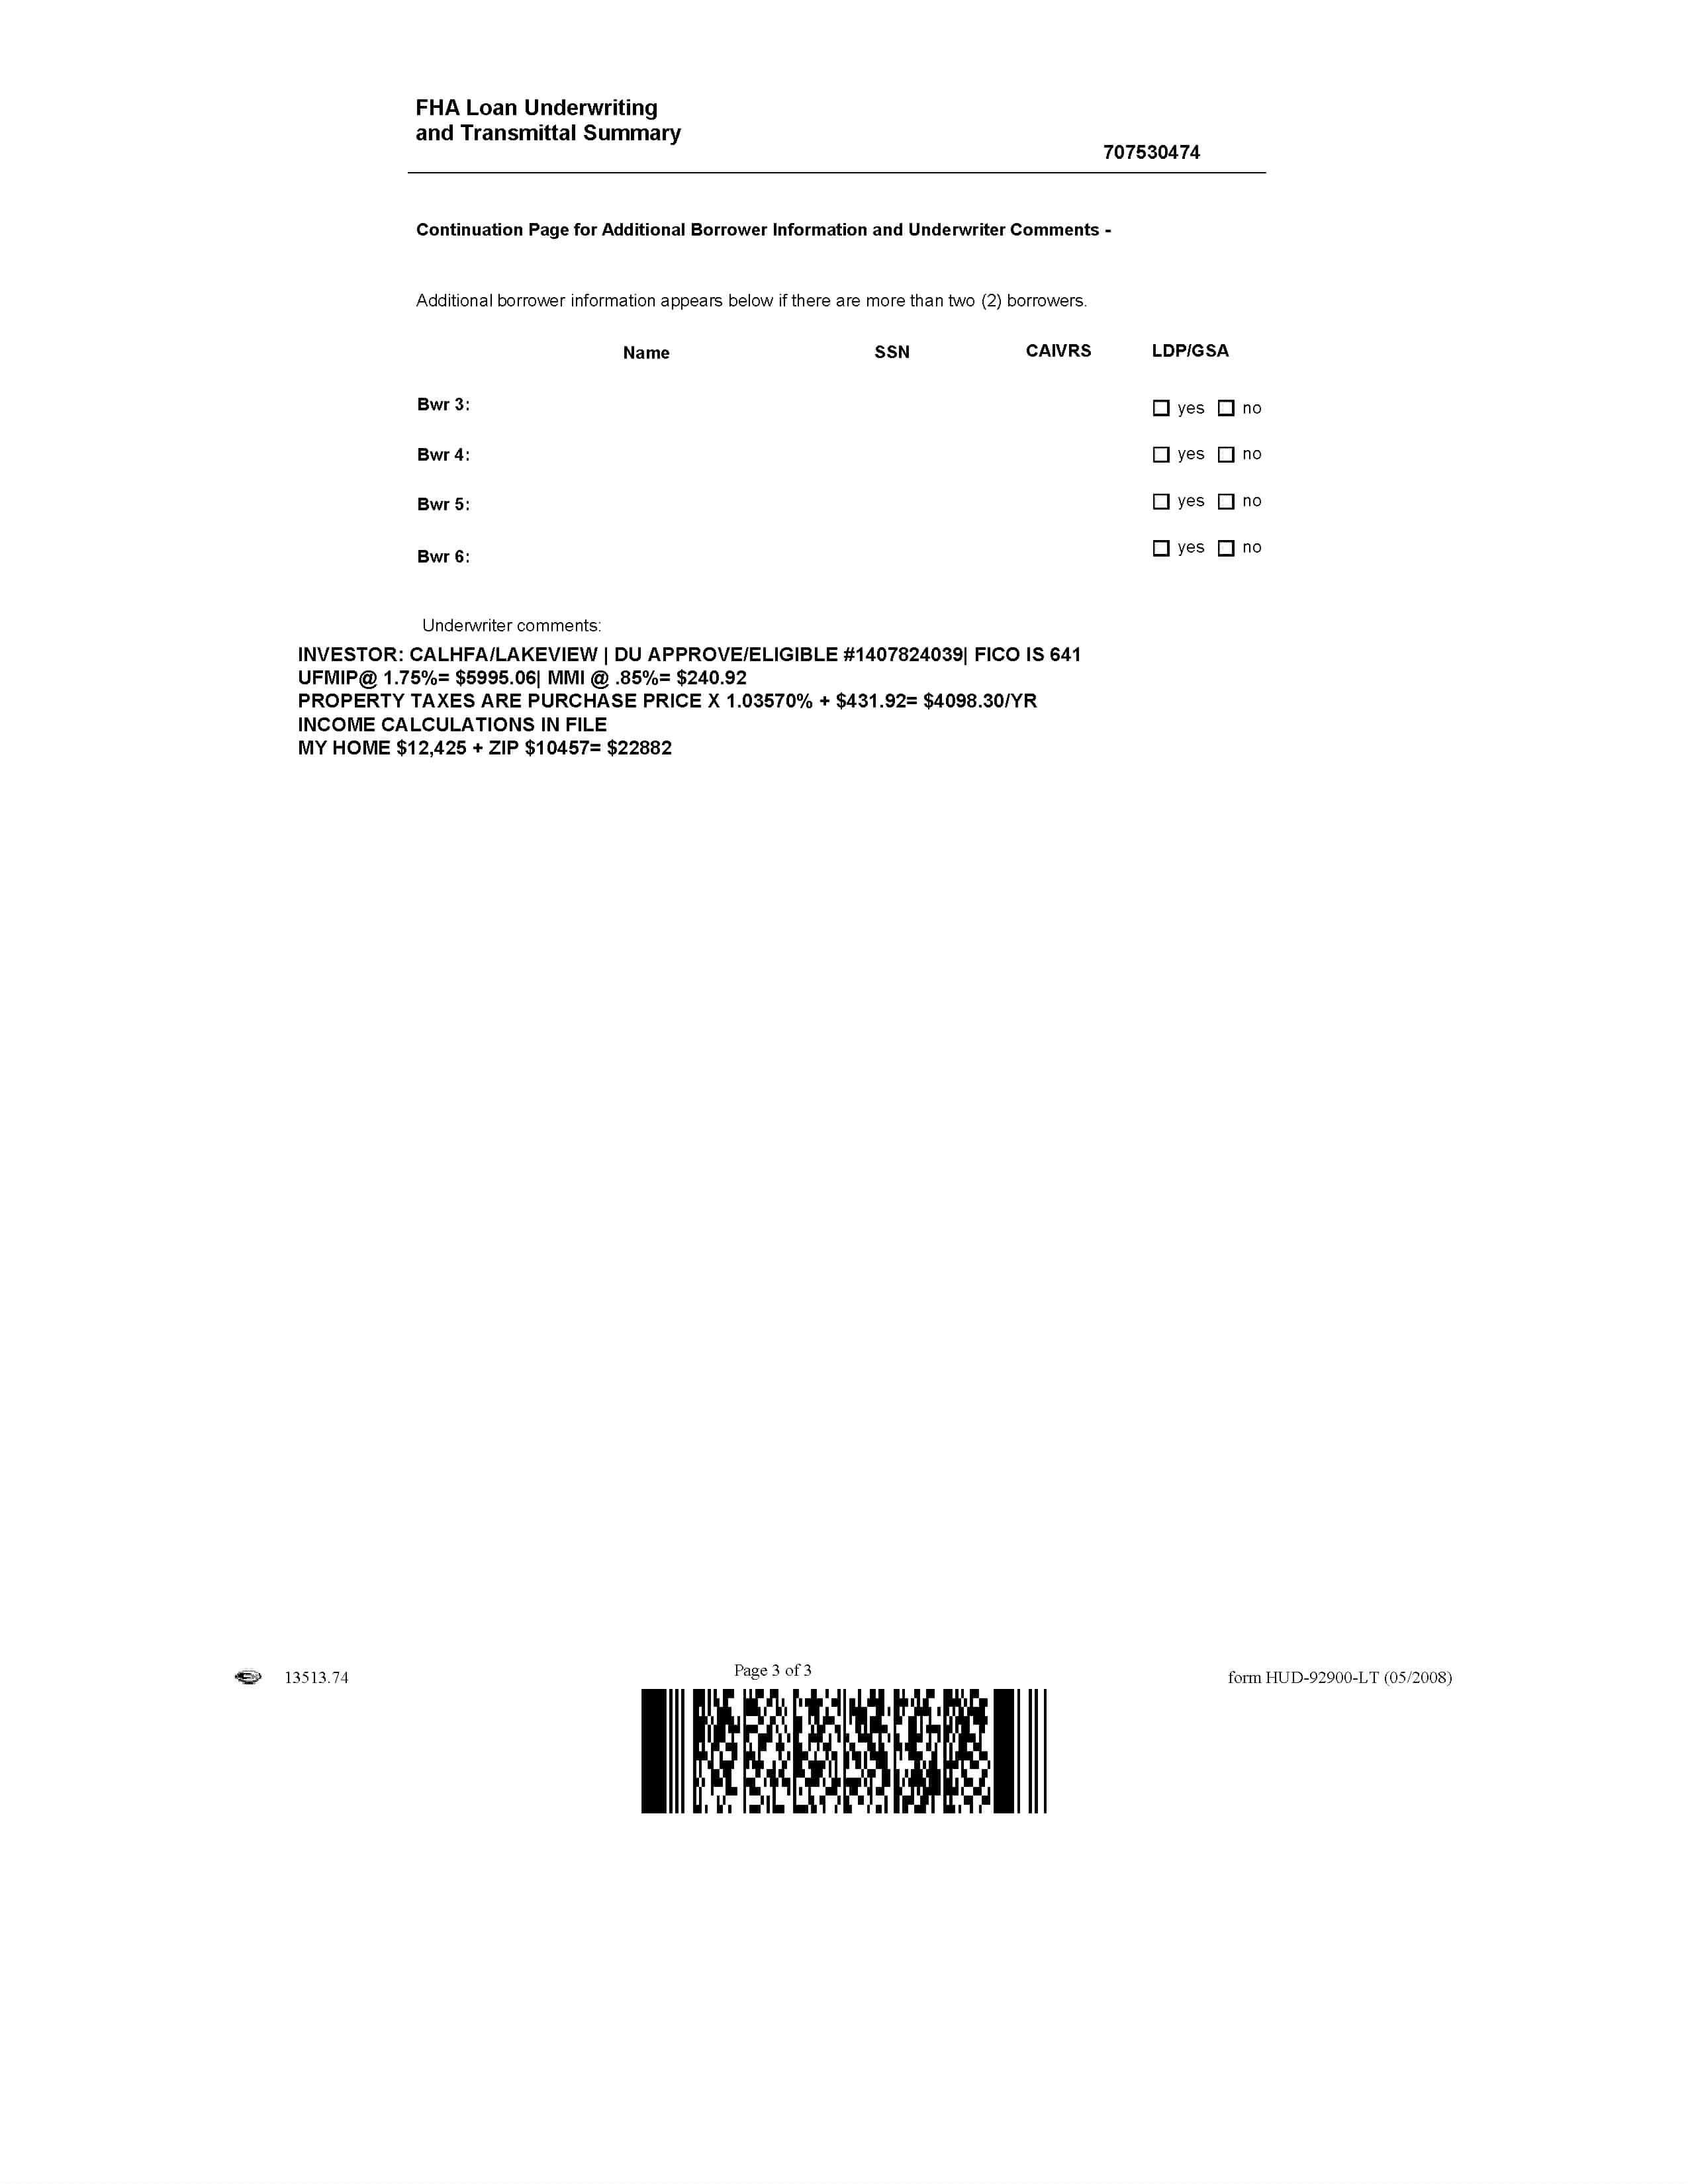 FHA Loan Underwriting
and Transmittal Summary
707530474
Continuation Page for Additional Borrower Information and Underwriter Comments -
Additional borrower information appears below if there are more than two (2) borrowers.
Name SSN CAIVRS LDP/GSA
Bwr 3: yes no
Bwr 4: yes no
Bwr 5: yes no
Bwr 6: yes no
Underwriter comments:
INVESTOR: CALHFA/LAKEVIEW | DU APPROVE/ELIGIBLE #1407824039| FICO IS 641
UFMIP@ 1.75%= $5995.06| MMI @ .85%= $240.92
PROPERTY TAXES ARE PURCHASE PRICE X 1.03570% + $431.92= $4098.30/YR
INCOME CALCULATIONS IN FILE
MY HOME $12,425 + ZIP $10457= $22882
13513.74 Page 3 of 3 form HUD-92900-LT (05/2008)